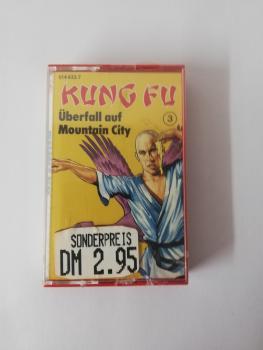 KUNG FU
Überfall auf
Mountain City
3
SONDERPREIS
DM 2.95